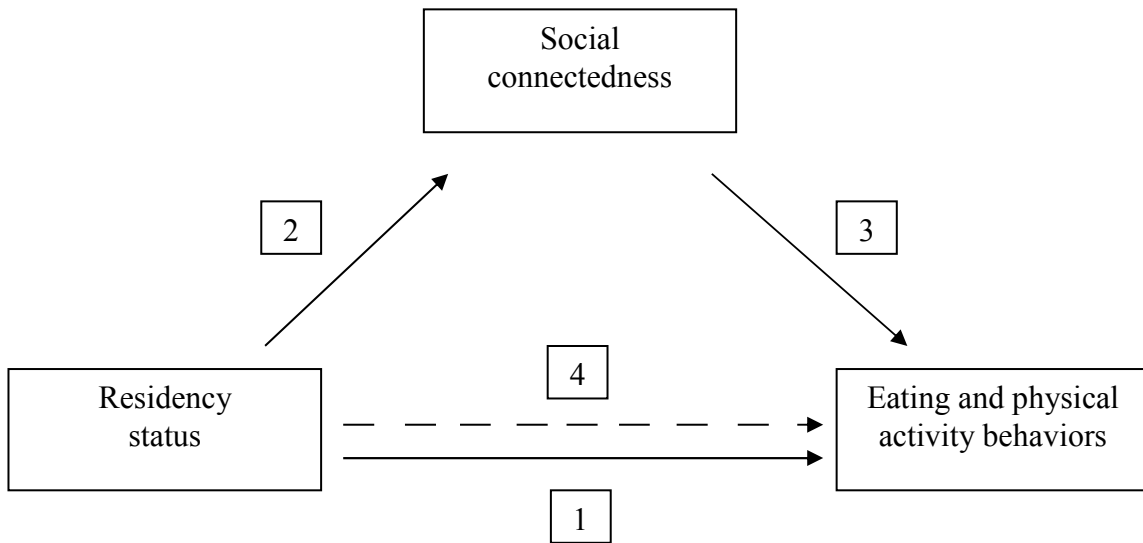 Social
connectedness
2
3
4
Residency
status
Eating and physical
activity behaviors
1